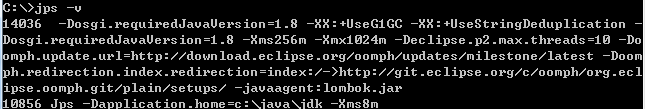 C:\>jps -v
14036  -Dosgi.requiredJavaVersion=1.8 -XX:+UseG1GC -XX:+UseStringDeduplication -
Dosgi.requiredJavaVersion=1.8 -Xms256m -Xmx1024m -Declipse.p2.max.threads=10 -Do
omph.update.url=http://download.eclipse.org/oomph/updates/milestone/latest -Doom
ph.redirection.index.redirection=index:/->http://git.eclipse.org/c/oomph/org.ecl
ipse.oomph.git/plain/setups/ -javaagent:lombok.jar
10856 Jps -Dapplication.home=c:\java\jdk -Xms8m